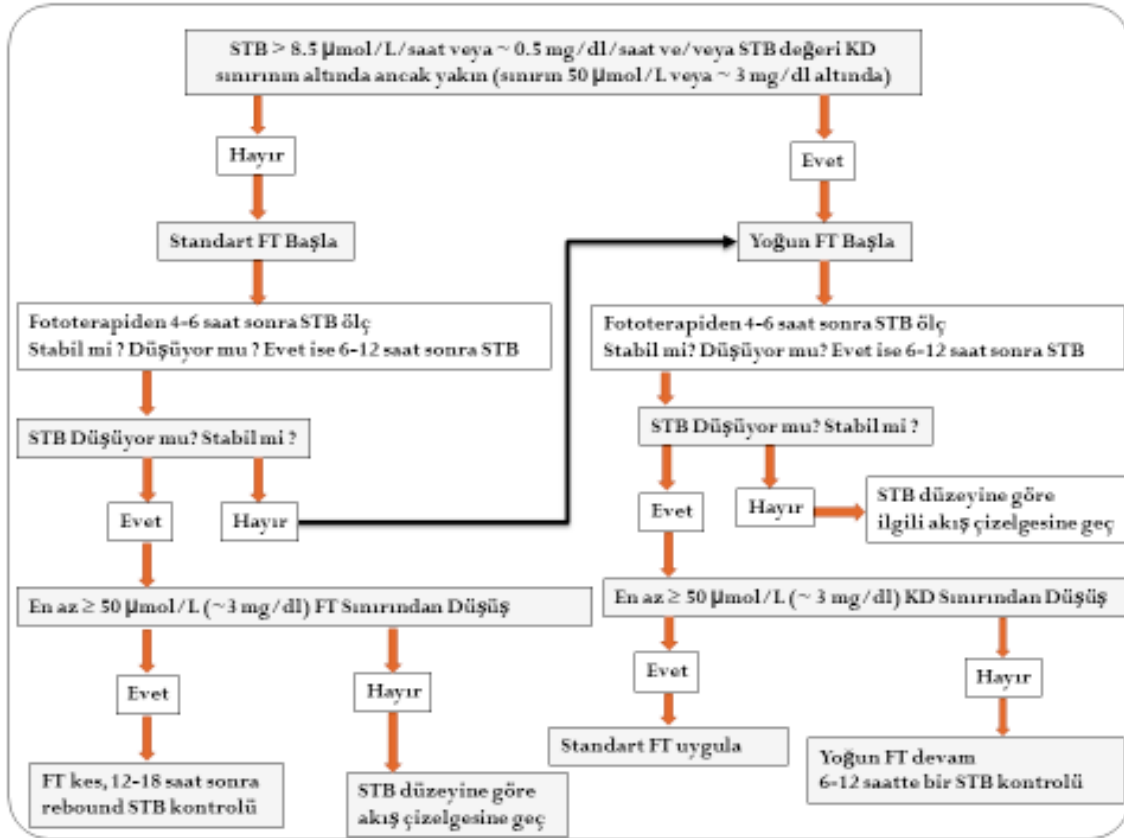 STB > 8.5 µmol/L/saat veya ~ 0.5 mg/dl/saat ve/veya STB değeri KD
sınırının altında ancak yakın (sınırın 50 µmol/L veya ~ 3 mg/dl altında)
Hayır
Evet
Standart FT Başla
Yoğun FT Başla
Fototerapiden 4-6 saat sonra STB ölç
Stabil mi ? Düşüyor mu ? Evet ise 6-12 saat sonra STB
Fototerapiden 4-6 saat sonra STB ölç
Stabil mi? Düşüyor mu? Evet ise 6-12 saat sonra STB
STB Düşüyor mu? Stabil mi ?
STB Düşüyor mu? Stabil mi ?
Evet
Hayır
Evet
Hayır
STB düzeyine göre
ilgili akış çizelgesine geç
En az ≥ 50 µmol/L (~3 mg/dl) FT Sınırından Düşüş
En az ≥ 50 µmol/L (~ 3 mg/dl) KD Sınırından Düşüş
Evet
Hayır
Evet
Hayır
FT kes, 12-18 saat sonra
rebound STB kontrolü
STB düzeyine göre
akış çizelgesine geç
Standart FT uygula
Yoğun FT devam
6-12 saatte bir STB kontrolü